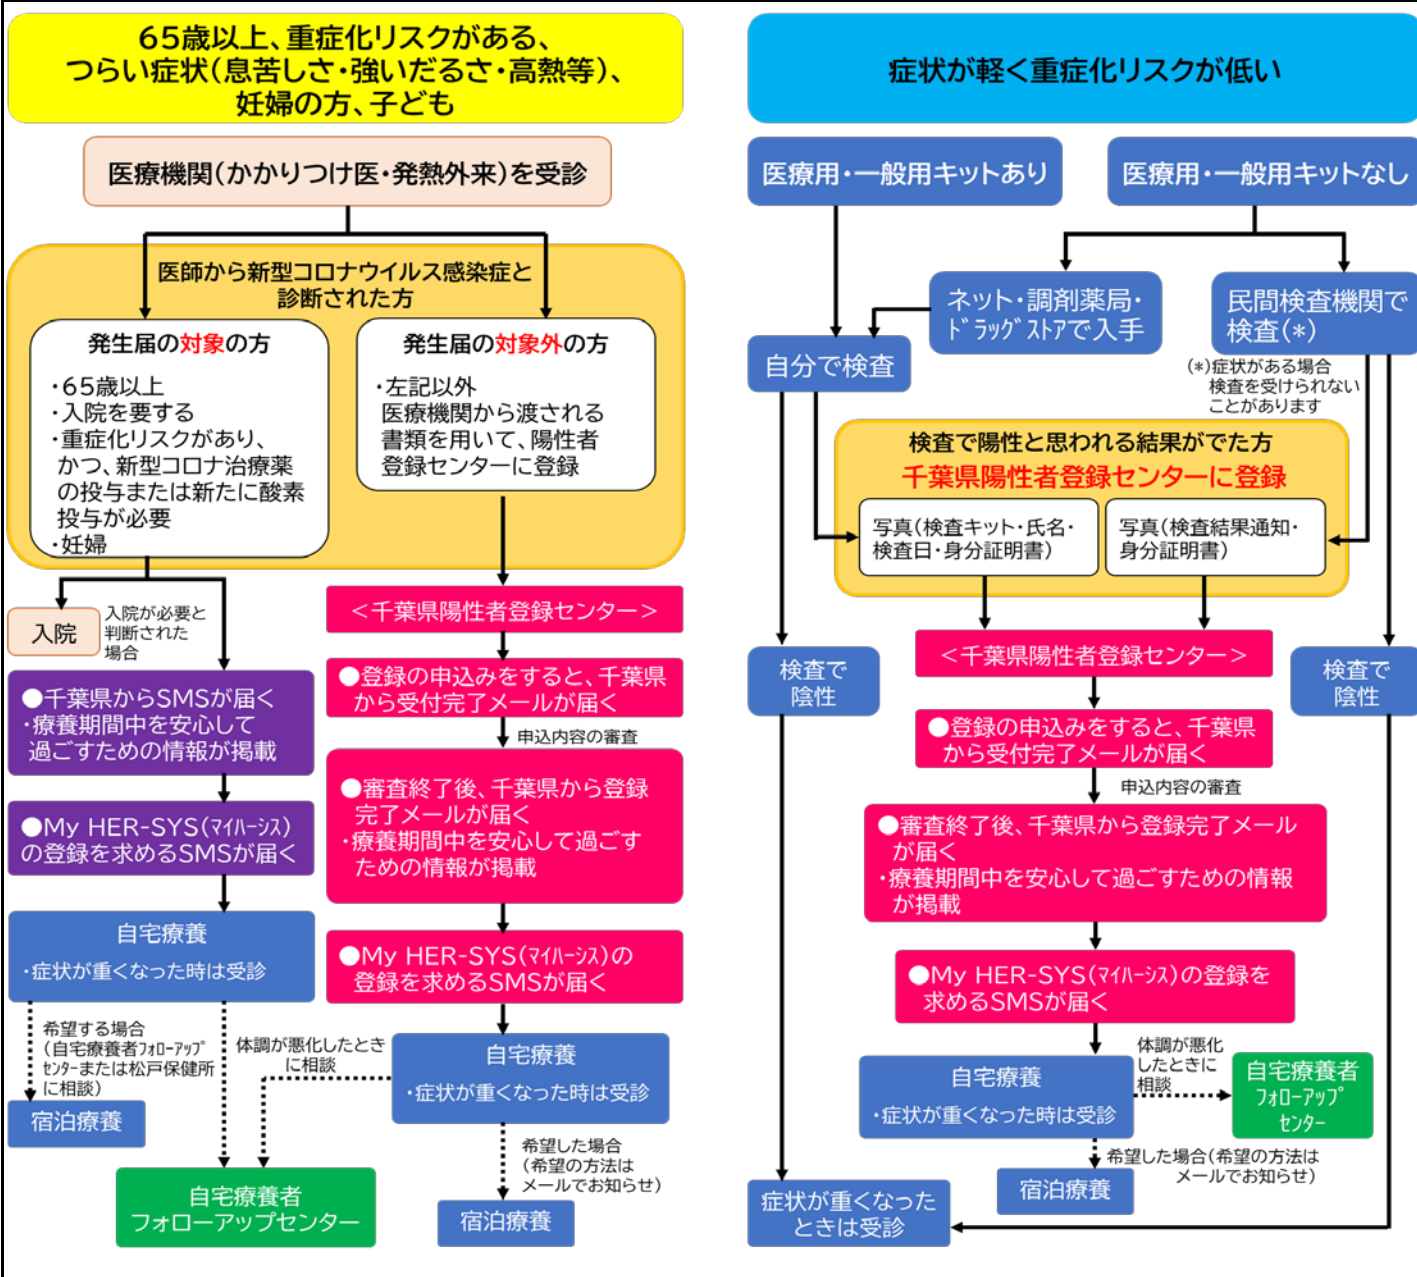 65歳以上、重症化リスクがある、
つらい症状(息苦しさ・強いだるさ・高熱等)、
妊婦の方、子ども
医療機関(かかりつけ医・発熱外来)を受診
医師から新型コロナウイルス感染症と
診断された方
発生届の対象の方
・65歳以上
・入院を要する
・重症化リスクがあり、
かつ、新型コロナ治療薬
の投与または新たに酸素
投与が必要
・妊婦
発生届の対象外の方
・左記以外
医療機関から渡される
書類を用いて、陽性者
登録センターに登録
入院
入院が必要と
判断された
場合
●千葉県からSMSが届く
・療養期間中を安心して
過ごすための情報が掲載
●My HER-SYS(マイハーシス)
の登録を求めるSMSが届く
自宅療養
・症状が重くなった時は受診
希望する場合
(自宅療養者フォローアップ
センターまたは松戸保健所
に相談)
宿泊療養
<千葉県陽性者登録センター>
●登録の申込みをすると、千葉県
から受付完了メールが届く
申込内容の審査
●審査終了後、千葉県から登録
完了メールが届く
・療養期間中を安心して過ごす
ための情報が掲載
●My HER-SYS(マイハーシス)の
登録を求めるSMSが届く
体調が悪化したとき
に相談
自宅療養
・症状が重くなった時は受診
希望した場合
(希望の方法は
メールでお知らせ)
宿泊療養
自宅療養者
フォローアップセンター
症状が軽く重症化リスクが低い
医療用・一般用キットあり
医療用・一般用キットなし
ネット・調剤薬局・
ドラッグストアで入手
民間検査機関で
検査(*)
(*)症状がある場合
検査を受けられない
ことがあります
自分で検査
検査で陽性と思われる結果がでた方
千葉県陽性者登録センターに登録
写真(検査キット・氏名・
検査日・身分証明書)
写真(検査結果通知・
身分証明書)
検査で
陰性
<千葉県陽性者登録センター>
検査で
陰性
●登録の申込みをすると、千葉県
から受付完了メールが届く
申込内容の審査
●審査終了後、千葉県から登録完了メール
が届く
・療養期間中を安心して過ごすための情報
が掲載
●My HER-SYS(マイハーシス)の登録を
求めるSMSが届く
自宅療養
・症状が重くなった時は受診
体調が悪化
したときに
相談
自宅療養者
フォローアップ
センター
希望した場合(希望の方法は
メールでお知らせ)
宿泊療養
症状が重くなった
ときは受診